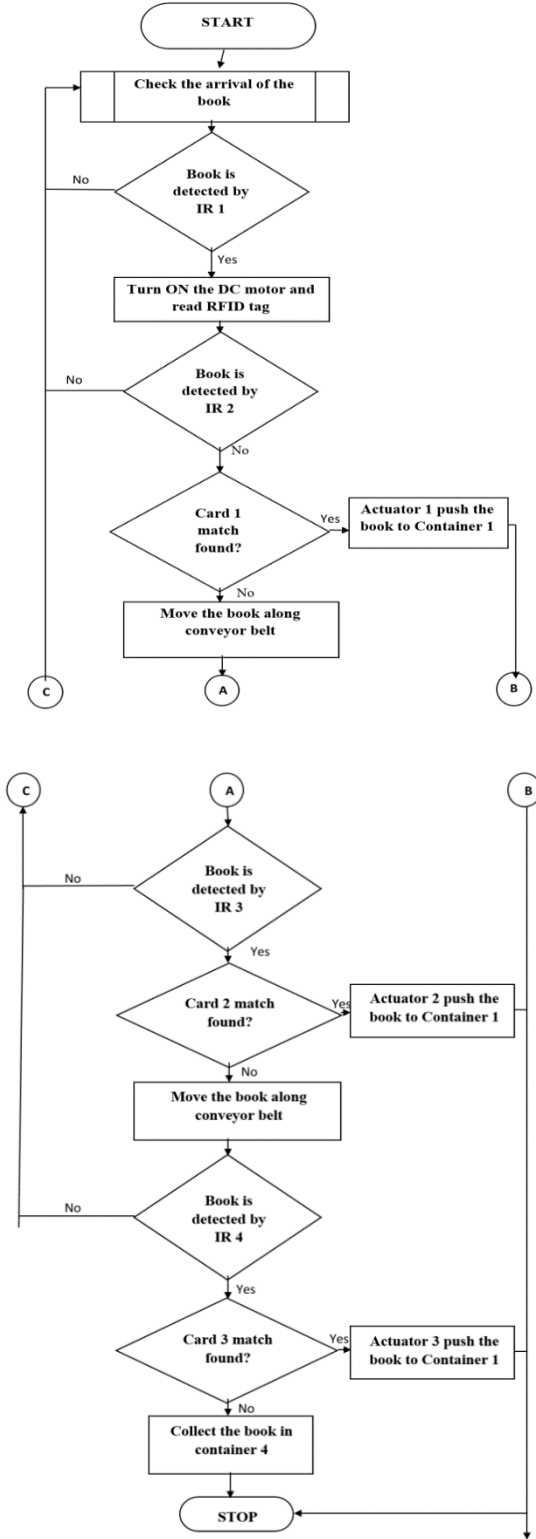 START
Check the arrival of the
book
No
Book is
detected by
IR 1
Yes
Turn ON the DC motor and
read RFID tag
No
Book is
detected by
IR 2
No
Card 1
match
found?
Yes
Actuator 1 push the
book to Container 1
No
Move the book along
conveyor belt
C
A
B
C
A
B
No
Book is
detected by
IR 3
Yes
Card 2 match
found?
Yes
Actuator 2 push the
book to Container 1
No
Move the book along
conveyor belt
No
Book is
detected by
IR 4
Yes
Card 3 match
found?
Yes
Actuator 3 push the
book to Container 1
No
Collect the book in
container 4
STOP